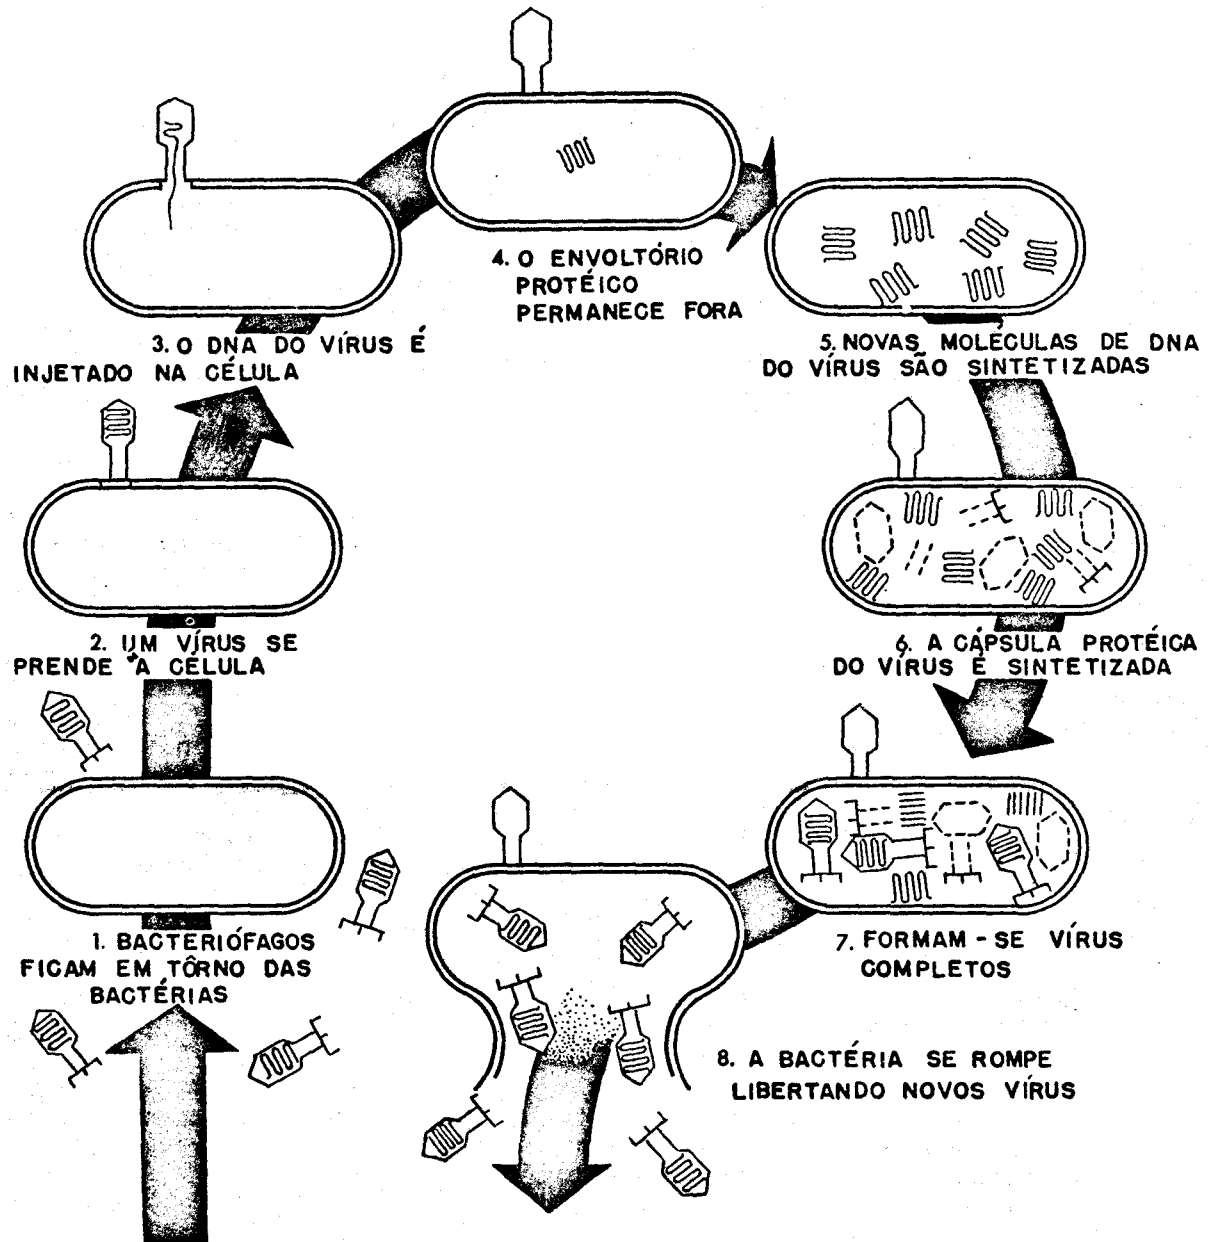 1. BACTERIÓFAGOS
FICAM EM TÔRNO DAS
BACTÉRIAS
2. UM VÍRUS SE
PRENDE À CÉLULA
3. O DNA DO VÍRUS É
INJETADO NA CÉLULA
4. O ENVOLTÓRIO
PROTÉICO
PERMANECE FORA
5. NOVAS MOLÉCULAS DE DNA
DO VÍRUS SÃO SINTETIZADAS
6. A CÁPSULA PROTÉICA
DO VÍRUS É SINTETIZADA
7. FORMAM-SE VÍRUS
COMPLETOS
8. A BACTÉRIA SE ROMPE
LIBERTANDO NOVOS VÍRUS